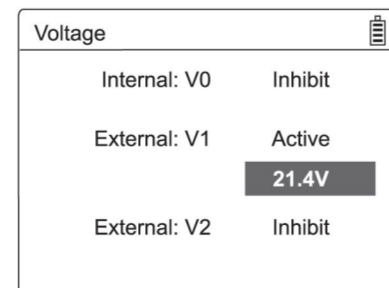 Voltage
Internal: V0 Inhibit
External: V1 Active
21.4V
External: V2 Inhibit